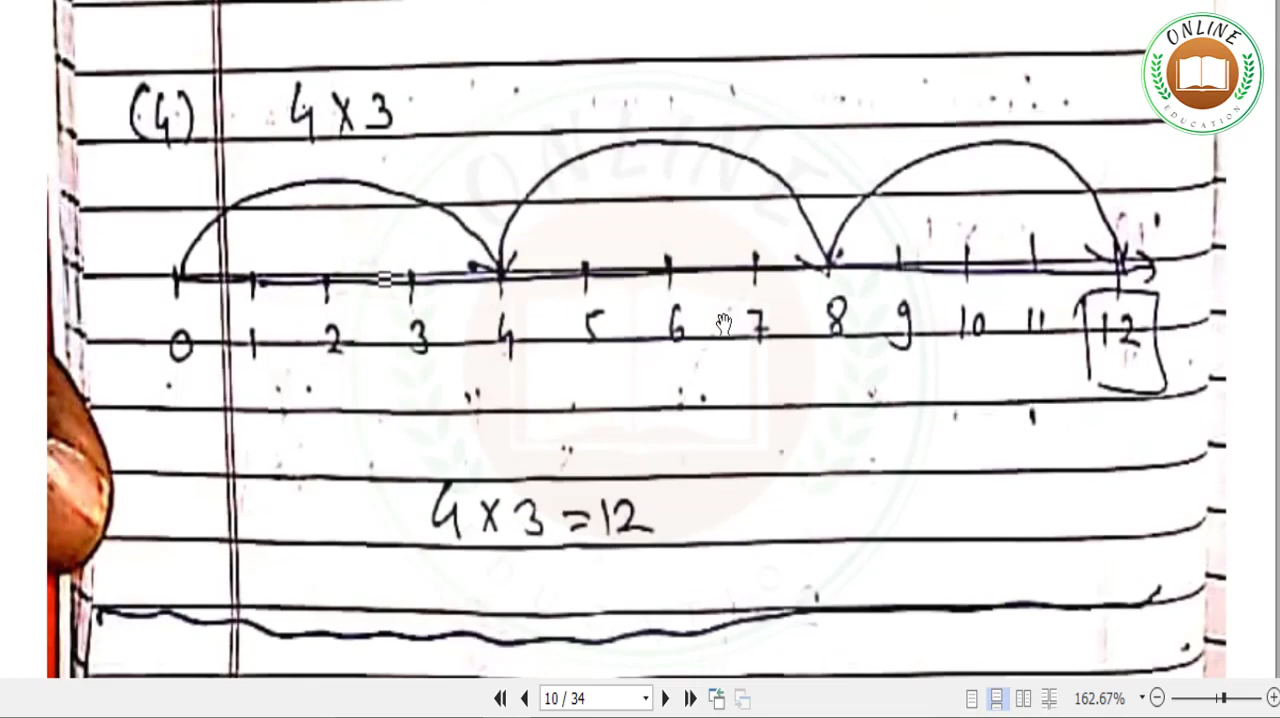 ONLINE
EDUCATION
(4) 4 x 3
0 1 2 3 4 5 6 7 8 9 10 11 12
4 x 3 = 12
ONLINE
10 / 34
162.67%